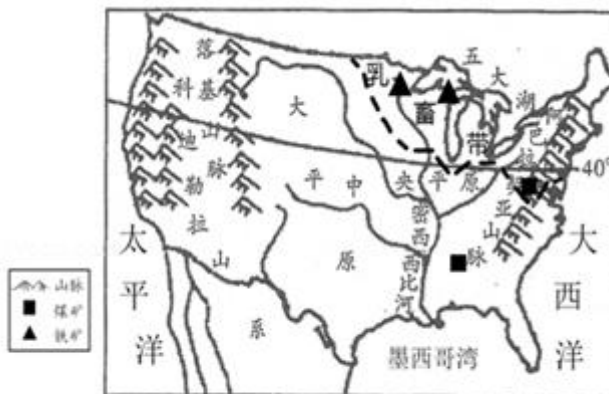 落基山脉
科迪勒拉山系
大平原
中央平原
乳畜带
五大湖
阿巴拉契亚山脉
40°
密西西比河
太平洋
大西洋
墨西哥湾
山脉
煤矿
铁矿